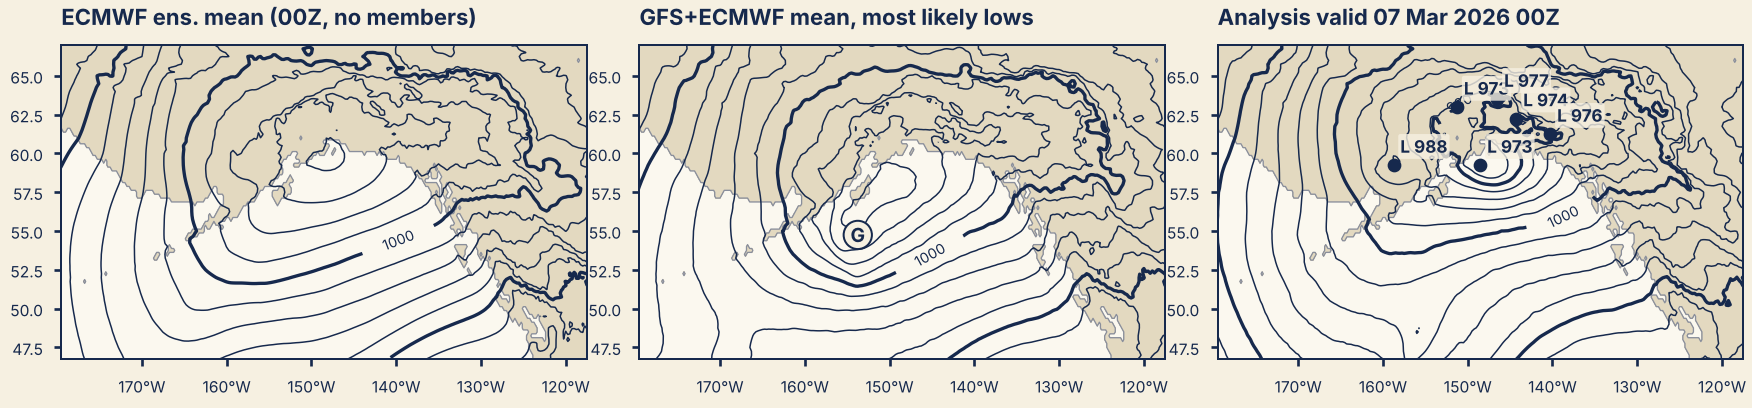 ECMWF ens. mean (00Z, no members)
GFS+ECMWF mean, most likely lows
Analysis valid 07 Mar 2026 00Z
65.0
62.5
60.0
57.5
55.0
52.5
50.0
47.5
1000
170°W
160°W
150°W
140°W
130°W
120°W
65.0
62.5
60.0
57.5
55.0
52.5
50.0
47.5
G
1000
170°W
160°W
150°W
140°W
130°W
120°W
65.0
62.5
60.0
57.5
55.0
52.5
50.0
47.5
L 977
L 974
L 976
L 988
L 973
1000
170°W
160°W
150°W
140°W
130°W
120°W